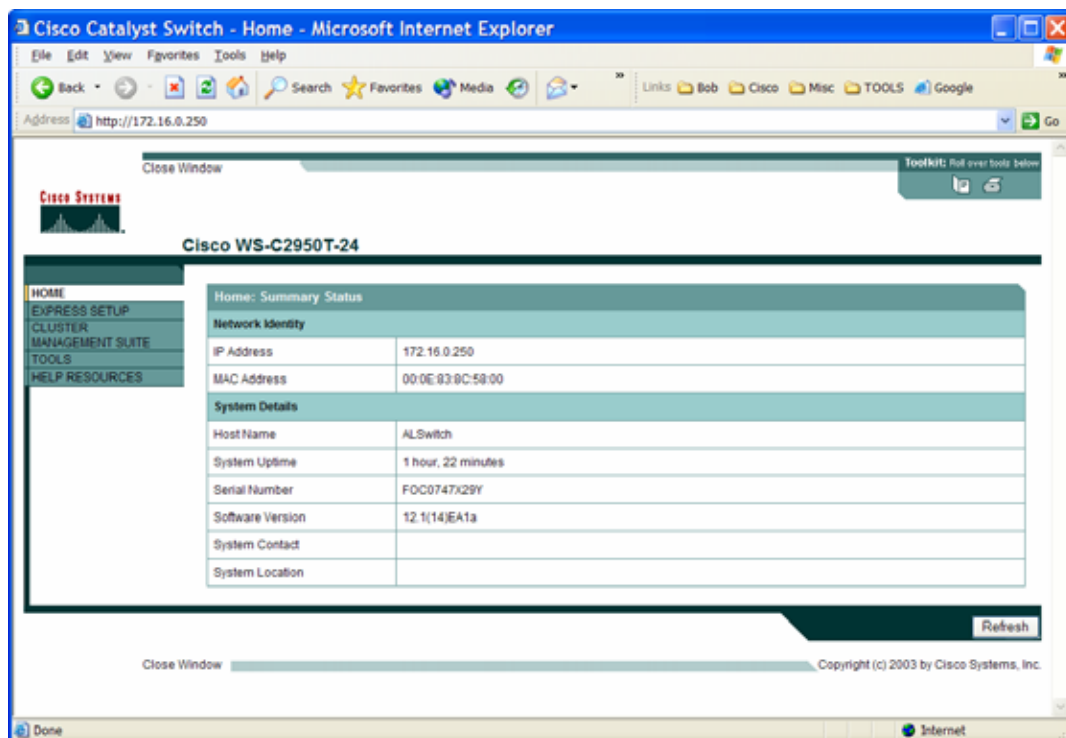 Cisco Catalyst Switch - Home - Microsoft Internet Explorer
File Edit View Favorites Tools Help
Back Search Favorites Media » Links Bob Cisco Misc TOOLS Google »
Address http://172.16.0.250 Go
Close Window
Toolkit: Roll over tools below
CISCO SYSTEMS
Cisco WS-C2950T-24
HOME
EXPRESS SETUP
CLUSTER
MANAGEMENT SUITE
TOOLS
HELP RESOURCES
Home: Summary Status
Network Identity
IP Address 172.16.0.250
MAC Address 00:0E:83:8C:58:00
System Details
Host Name ALSwitch
System Uptime 1 hour, 22 minutes
Serial Number FOC0747X29Y
Software Version 12.1(14)EA1a
System Contact
System Location
Refresh
Close Window Copyright (c) 2003 by Cisco Systems, Inc.
Done Internet